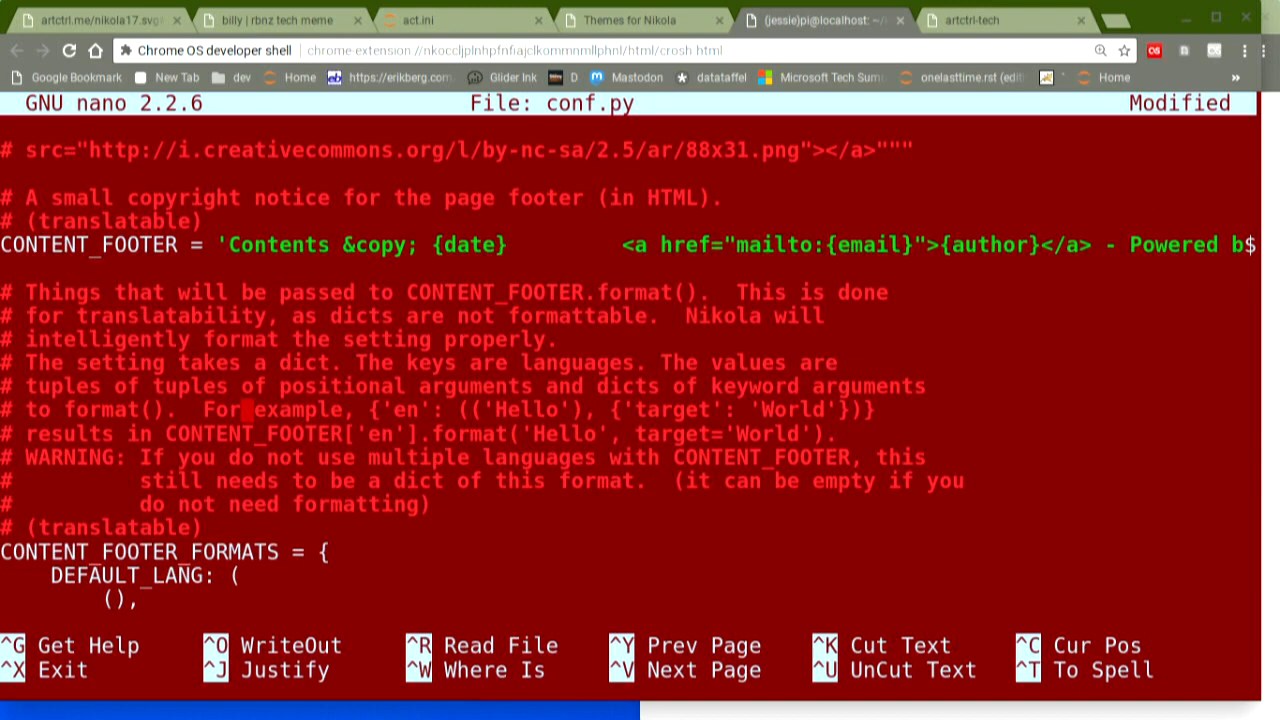 artctrl.me/nikola17.svg
billy | rbnz tech meme
act.ini
Themes for Nikola
(jessie)pi@localhost: ~/
artctrl-tech
Chrome OS developer shell | chrome-extension://nkoccljplnhpfnfiajclkommnmllphnl/html/crosh.html
Google Bookmark New Tab dev Home https://erikberg.com Glider Ink D Mastodon datataffel Microsoft Tech Sum onelasttime.rst (edit Home »
GNU nano 2.2.6 File: conf.py Modified
# src="http://i.creativecommons.org/l/by-nc-sa/2.5/ar/88x31.png"></a>"""
# A small copyright notice for the page footer (in HTML).
# (translatable)
CONTENT_FOOTER = 'Contents &copy; {date}         <a href="mailto:{email}">{author}</a> - Powered b$
# Things that will be passed to CONTENT_FOOTER.format().  This is done
# for translatability, as dicts are not formattable.  Nikola will
# intelligently format the setting properly.
# The setting takes a dict. The keys are languages. The values are
# tuples of tuples of positional arguments and dicts of keyword arguments
# to format().  For example, {'en': (('Hello'), {'target': 'World'})}
# results in CONTENT_FOOTER['en'].format('Hello', target='World').
# WARNING: If you do not use multiple languages with CONTENT_FOOTER, this
#          still needs to be a dict of this format.  (it can be empty if you
#          do not need formatting)
# (translatable)
CONTENT_FOOTER_FORMATS = {
    DEFAULT_LANG: (
        (),
^G Get Help ^O WriteOut ^R Read File ^Y Prev Page ^K Cut Text ^C Cur Pos
^X Exit ^J Justify ^W Where Is ^V Next Page ^U UnCut Text ^T To Spell